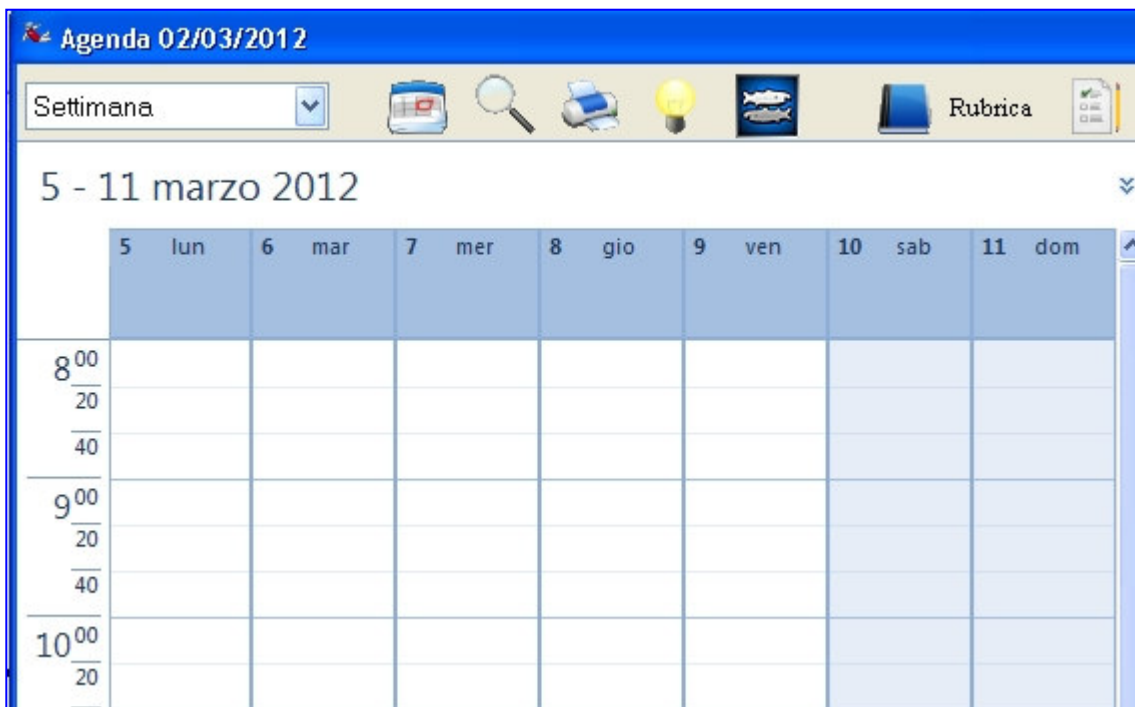 Agenda 02/03/2012
Settimana Rubrica
5 - 11 marzo 2012
5 lun 6 mar 7 mer 8 gio 9 ven 10 sab 11 dom
8 00
20
40
9 00
20
40
10 00
20